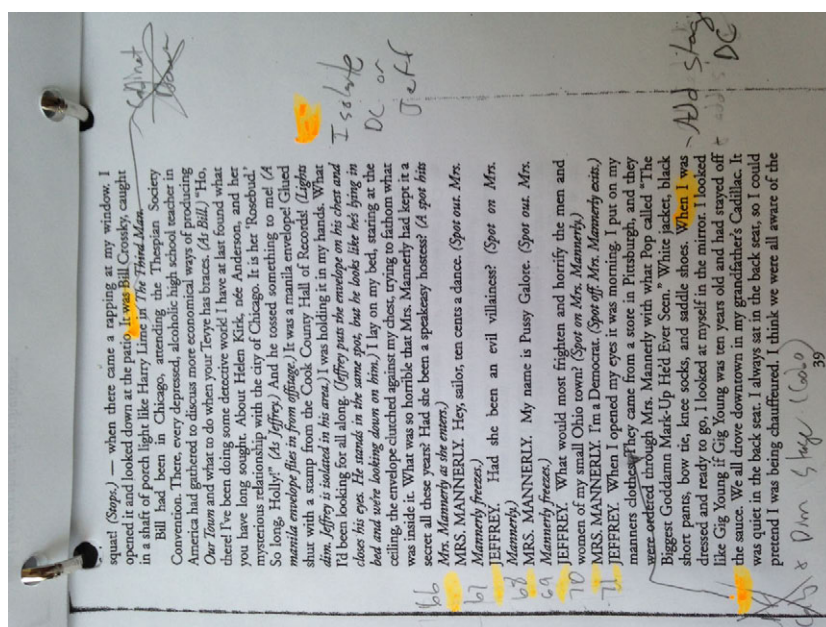 squat! (Stops.) — when there came a rapping at my window. I
opened it and looked down at the patio. It was Bill Crossky, caught
in a shaft of porch light like Harry Lime in The Third Man.
Bill had been in Chicago, attending the Thespian Society
Convention. There, every depressed, alcoholic high school teacher in
America had gathered to discuss more economical ways of producing
Our Town and what to do when your Tevye has braces. (As Bill.) "Ho,
there! I've been doing some detective work! I have at last found what
you have long sought. About Helen Kirk, née Anderson, and her
mysterious relationship with the city of Chicago. It is her 'Rosebud.'
So long, Holly!" (As Jeffrey.) And he tossed something to me! (A
manila envelope flies in from offstage.) It was a manila envelope! Glued
shut with a stamp from the Cook County Hall of Records! (Lights
dim. Jeffrey is isolated in his area.) I was holding it in my hands. What
I'd been looking for all along. (Jeffrey puts the envelope on his chest and
closes his eyes. He stands in the same spot, but he looks like he's lying in
bed and we're looking down on him.) I lay on my bed, staring at the
ceiling, the envelope clutched against my chest, trying to fathom what
was inside it. What was so horrible that Mrs. Mannerly had kept it a
secret all these years? Had she been a speakeasy hostess? (A spot hits
Mrs. Mannerly as she enters.)
MRS. MANNERLY. Hey, sailor, ten cents a dance. (Spot out. Mrs.
Mannerly freezes.)
JEFFREY. Had she been an evil villainess? (Spot on Mrs.
Mannerly.)
MRS. MANNERLY. My name is Pussy Galore. (Spot out. Mrs.
Mannerly freezes.)
JEFFREY. What would most frighten and horrify the men and
women of my small Ohio town? (Spot on Mrs. Mannerly.)
MRS. MANNERLY. I'm a Democrat. (Spot off. Mrs. Mannerly exits.)
JEFFREY. When I opened my eyes it was morning. I put on my
manners clothes. They came from a store in Pittsburgh, and they
were ordered through Mrs. Mannerly with what Pop called "The
Biggest Goddamn Mark-Up He'd Ever Seen." White jacket, black
short pants, bow tie, knee socks, and saddle shoes. When I was
dressed and ready to go, I looked at myself in the mirror. I looked
like Gig Young if Gig Young was ten years old and had stayed off
the sauce. We all drove downtown in my grandfather's Cadillac. It
was quiet in the back seat. I always sat in the back seat, so I could
pretend I was being chauffeured. I think we were all aware of the
39
66
67
68
69
70
71
Isolate
DC or
Jeff
Add stage
DC
Dim Stage